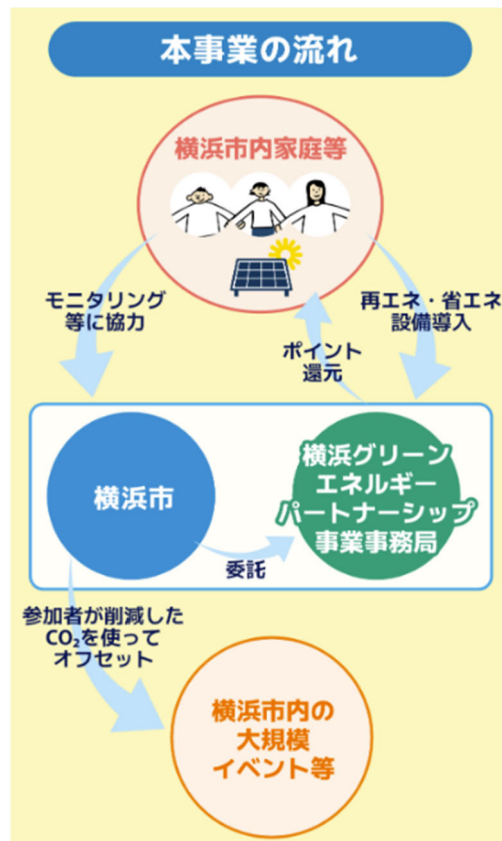 本事業の流れ
横浜市内家庭等
モニタリング
等に協力
再エネ・省エネ
設備導入
ポイント
還元
横浜市
横浜グリーン
エネルギー
パートナーシップ
事業事務局
委託
参加者が削減した
CO₂を使って
オフセット
横浜市内の
大規模
イベント等